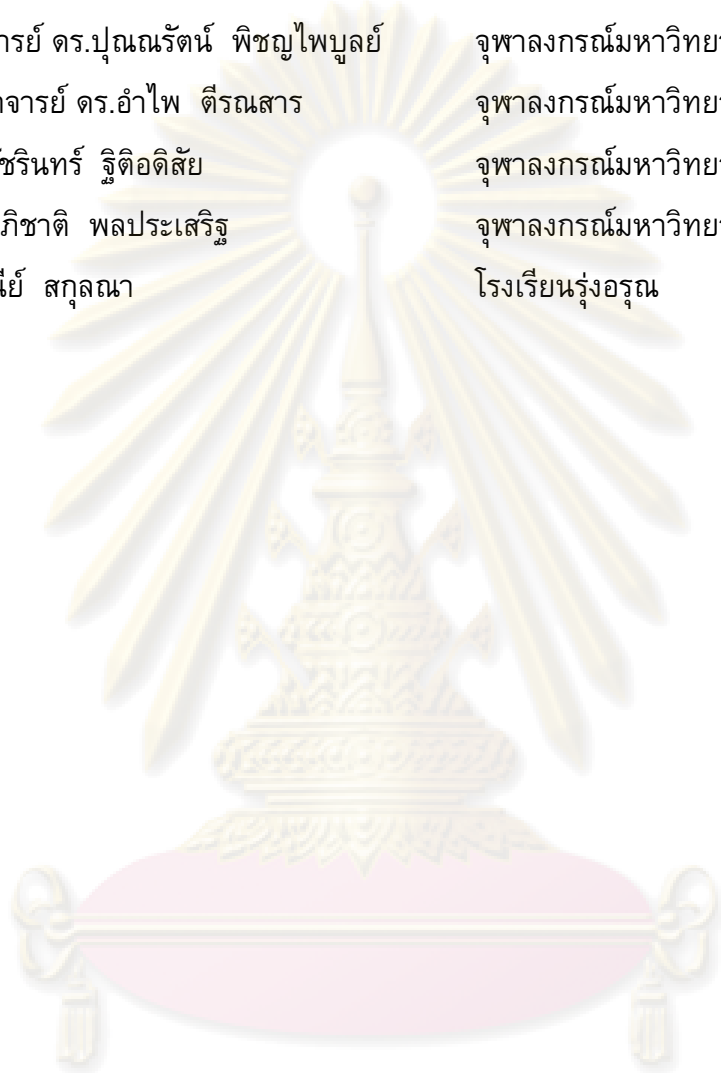 ารย์ ดร.ปุณณรัตน์ พิชญไพบูลย์ จุฬาลงกรณ์มหาวิทยา
าจารย์ ดร.อำไพ ตีรณสาร จุฬาลงกรณ์มหาวิทยา
ัชรินทร์ ฐิติอดิสัย จุฬาลงกรณ์มหาวิทยา
ภิชาติ พลประเสริฐ จุฬาลงกรณ์มหาวิทยา
ณีย์ สกุลณา โรงเรียนรุ่งอรุณ